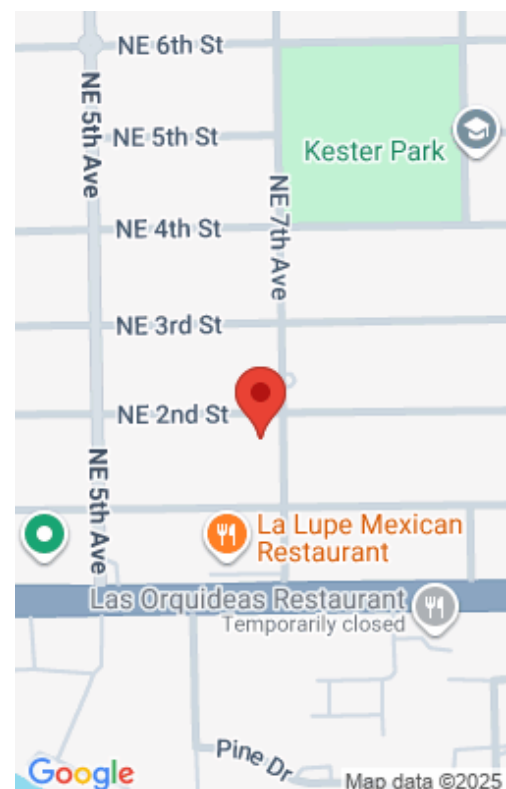 NE 6th St
NE 5th Ave
NE 5th St
Kester Park
NE 7th Ave
NE 4th St
NE 3rd St
NE 2nd St
NE 5th Ave
La Lupe Mexican
Restaurant
Las Orquideas Restaurant
Temporarily closed
Pine Dr
Google
Map data ©2025